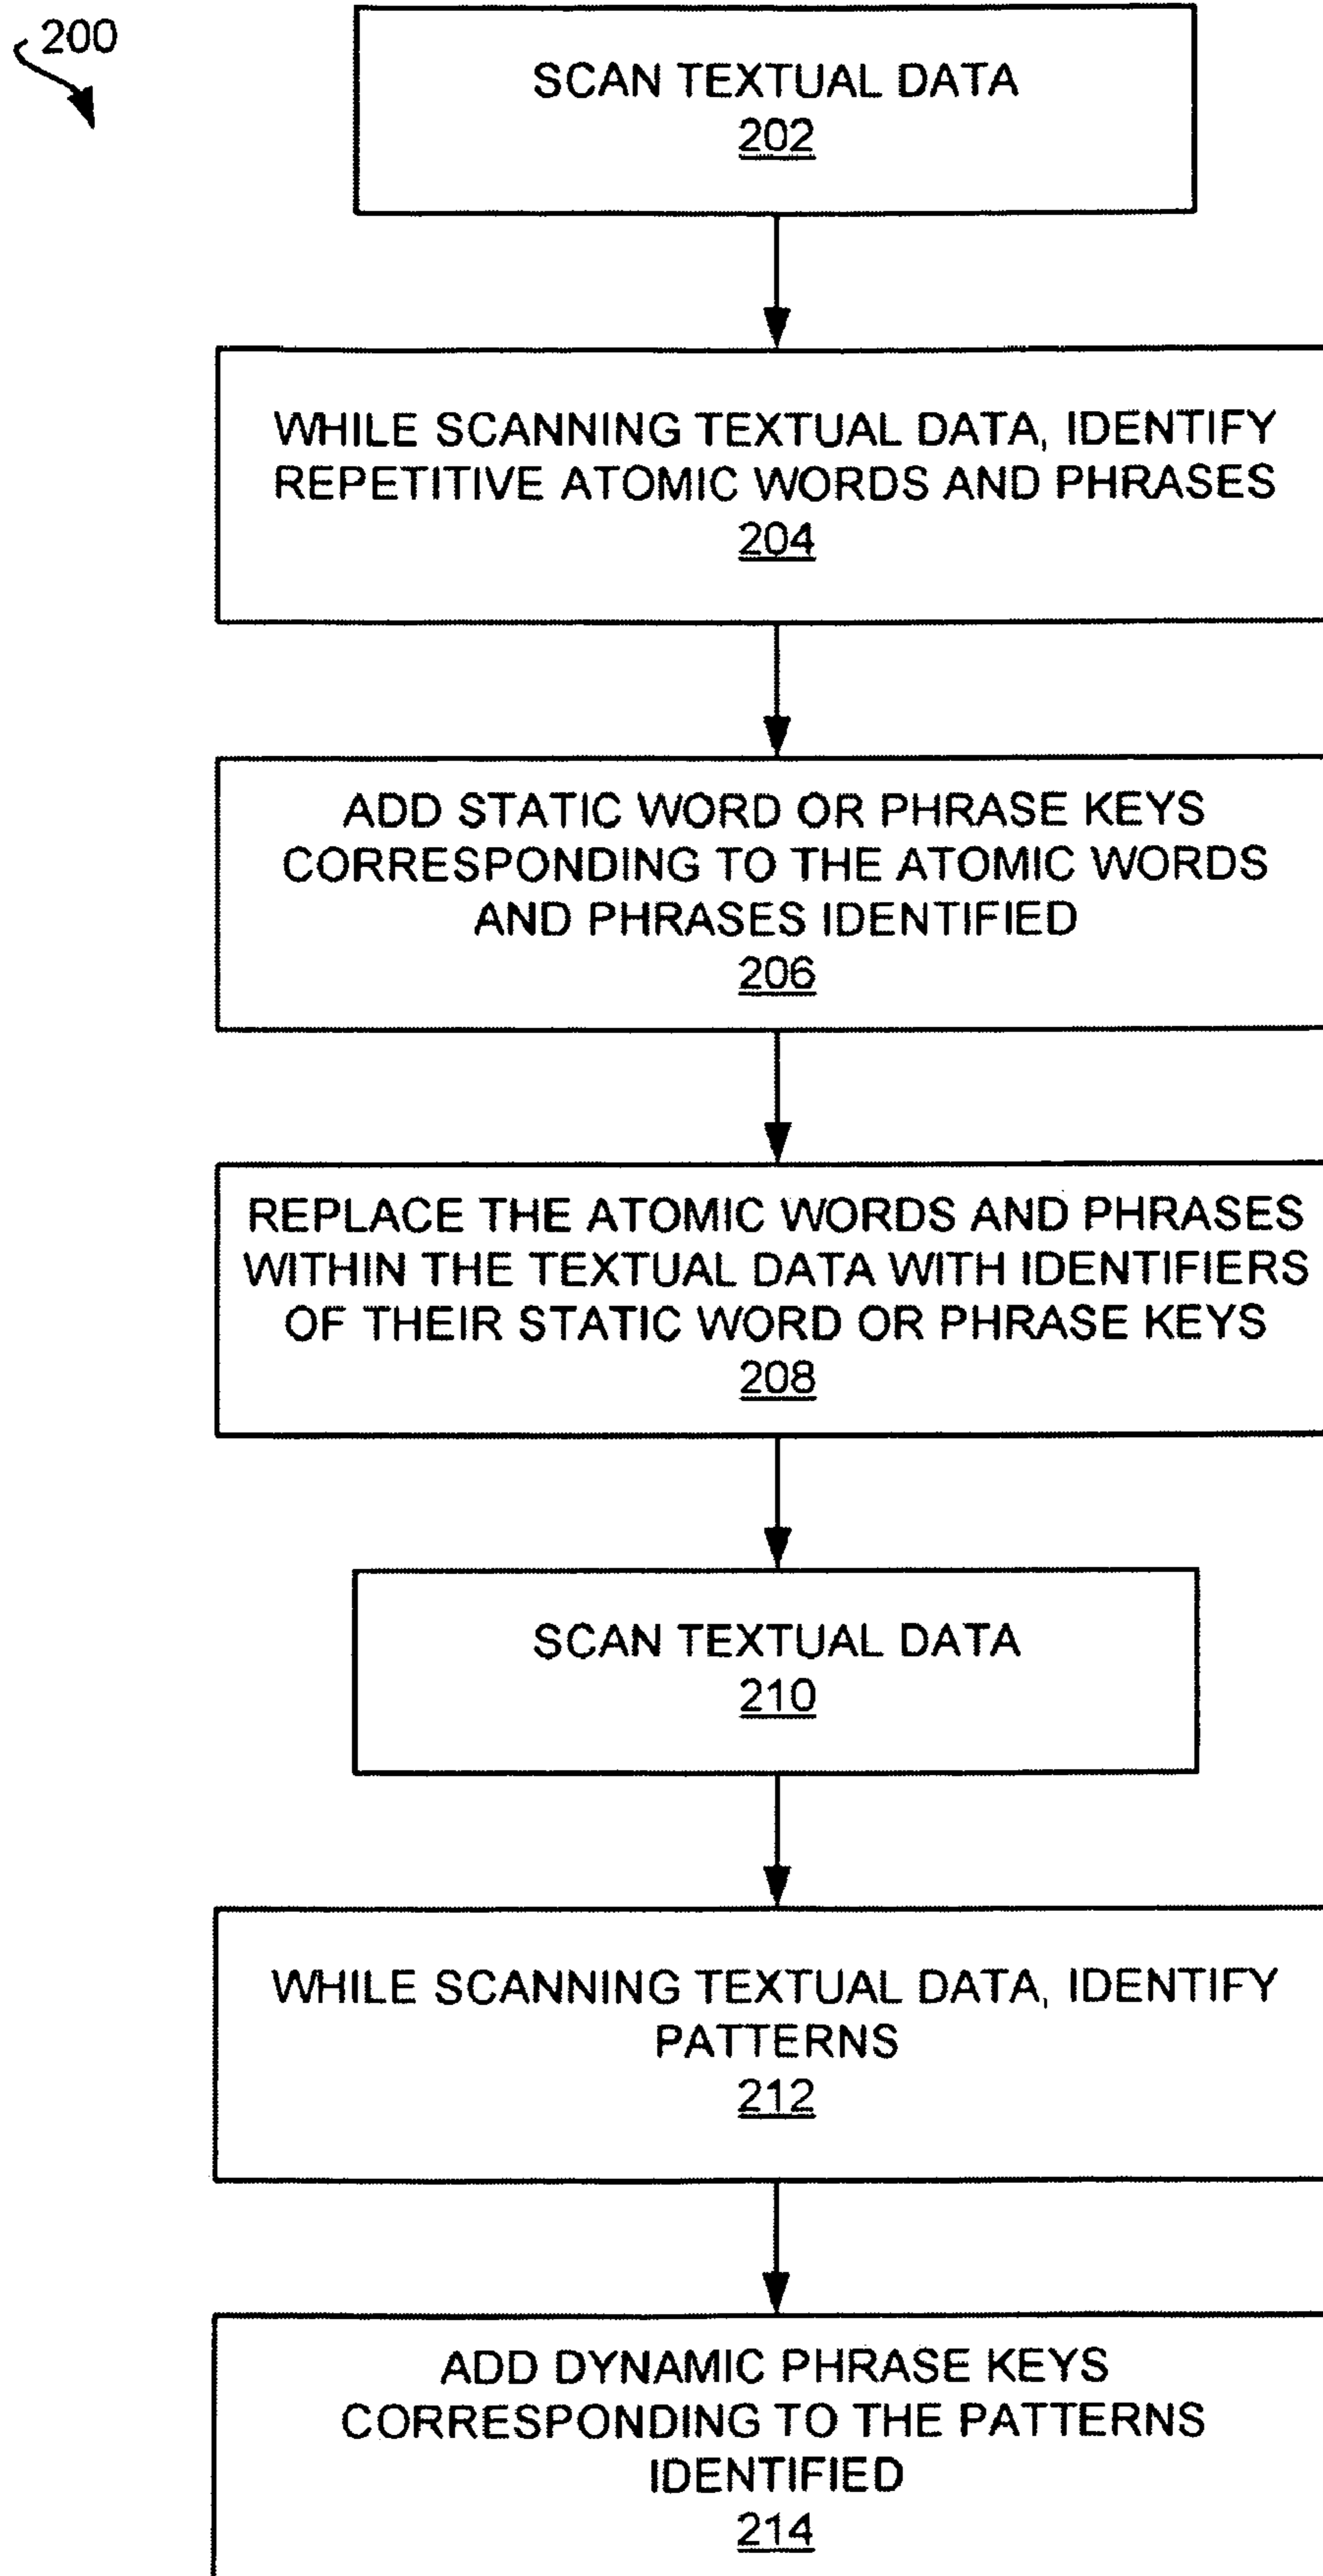 200
SCAN TEXTUAL DATA
202
WHILE SCANNING TEXTUAL DATA, IDENTIFY
REPETITIVE ATOMIC WORDS AND PHRASES
204
ADD STATIC WORD OR PHRASE KEYS
CORRESPONDING TO THE ATOMIC WORDS
AND PHRASES IDENTIFIED
206
REPLACE THE ATOMIC WORDS AND PHRASES
WITHIN THE TEXTUAL DATA WITH IDENTIFIERS
OF THEIR STATIC WORD OR PHRASE KEYS
208
SCAN TEXTUAL DATA
210
WHILE SCANNING TEXTUAL DATA, IDENTIFY
PATTERNS
212
ADD DYNAMIC PHRASE KEYS
CORRESPONDING TO THE PATTERNS
IDENTIFIED
214